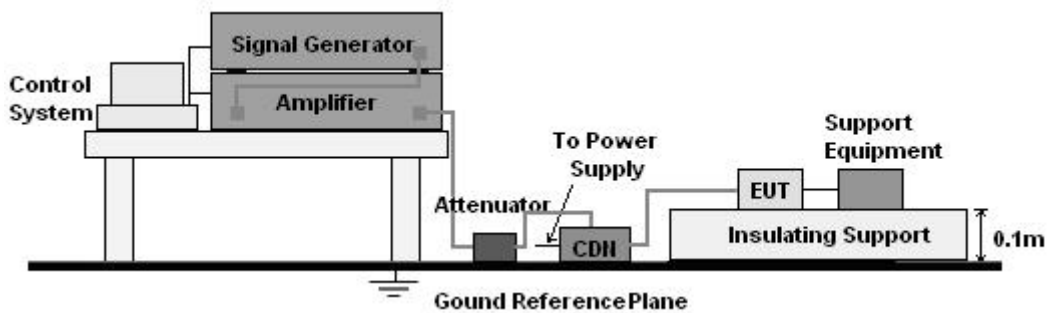 Signal Generator
Control
System
Amplifier
To Power
Supply
Support
Equipment
Attenuator
EUT
CDN
Insulating Support
0.1m
Gound Reference Plane